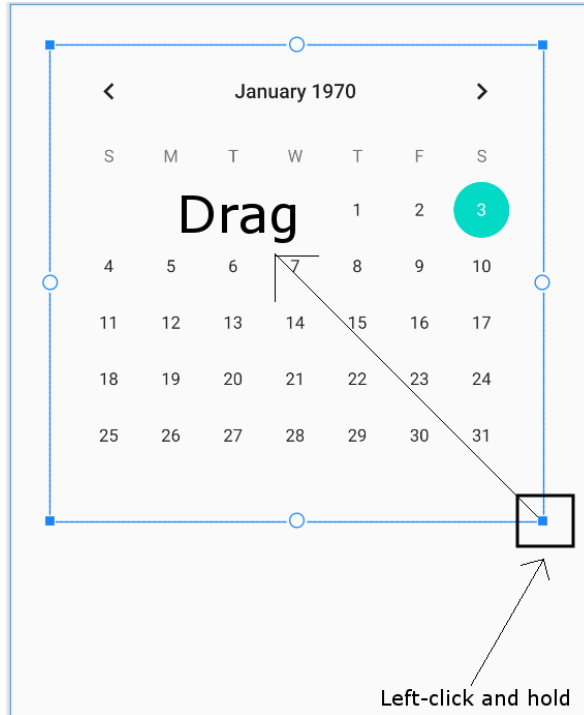 January 1970
S M T W T F S
Drag 1 2 3
4 5 6 7 8 9 10
11 12 13 14 15 16 17
18 19 20 21 22 23 24
25 26 27 28 29 30 31
Left-click and hold